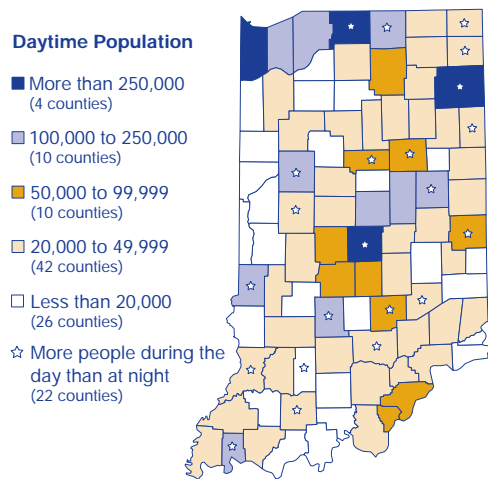 Daytime Population
More than 250,000
(4 counties)
100,000 to 250,000
(10 counties)
50,000 to 99,999
(10 counties)
20,000 to 49,999
(42 counties)
Less than 20,000
(26 counties)
More people during the
day than at night
(22 counties)